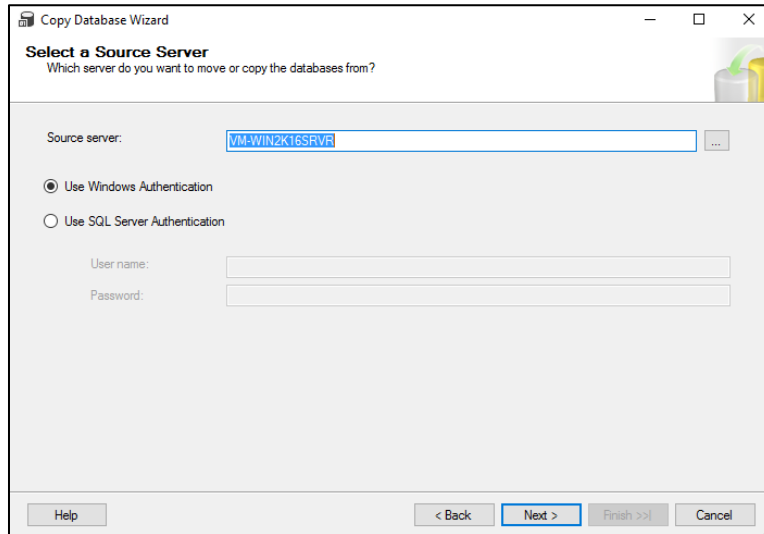 Copy Database Wizard
Select a Source Server
Which server do you want to move or copy the databases from?
Source server:
VM-WIN2K16SRVR
...
Use Windows Authentication
Use SQL Server Authentication
User name:
Password:
Help
< Back
Next >
Finish >>|
Cancel